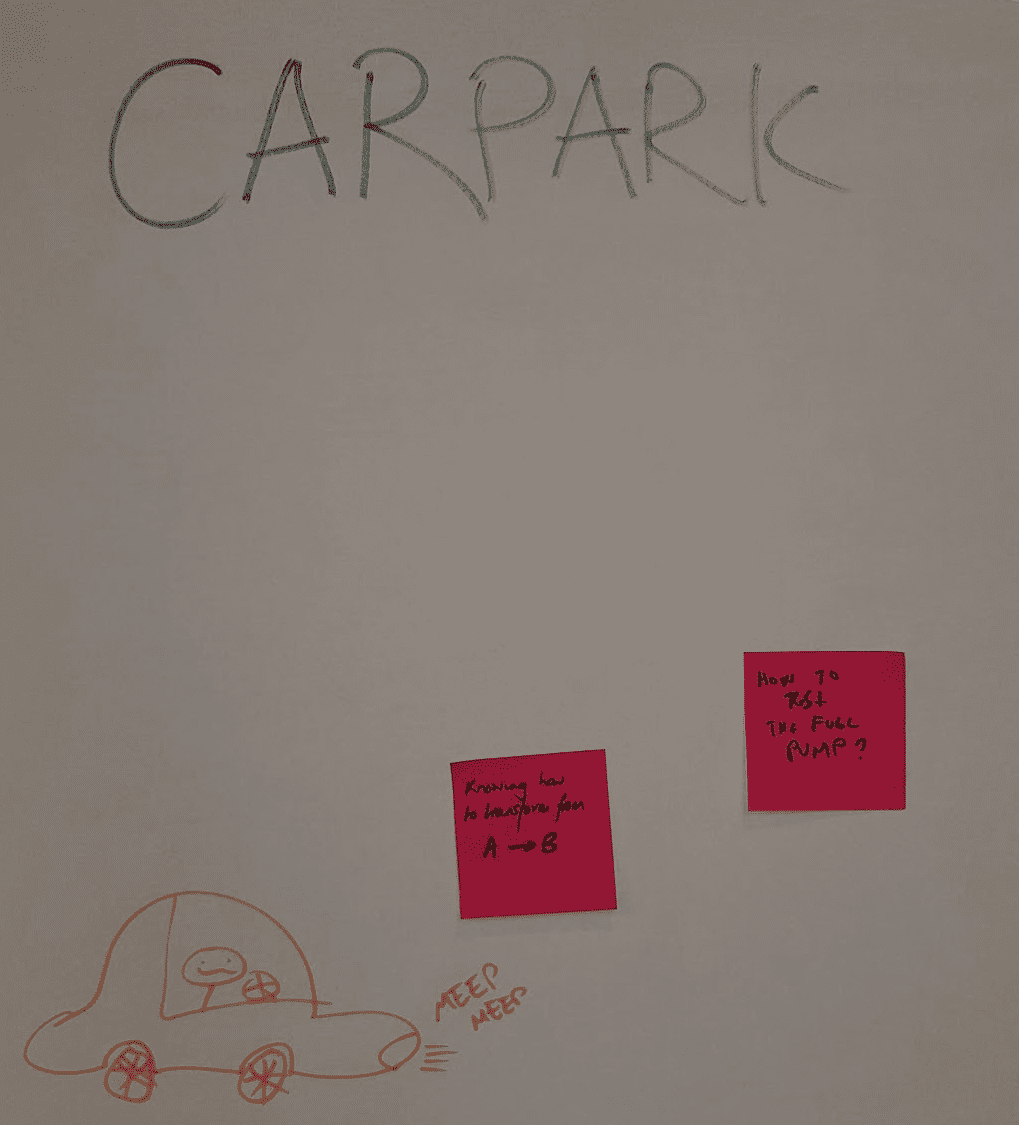 CARPARK
HOW TO
TEST
THE FUEL
PUMP?
Knowing how
to transform from
A → B
MEEP
MEEP